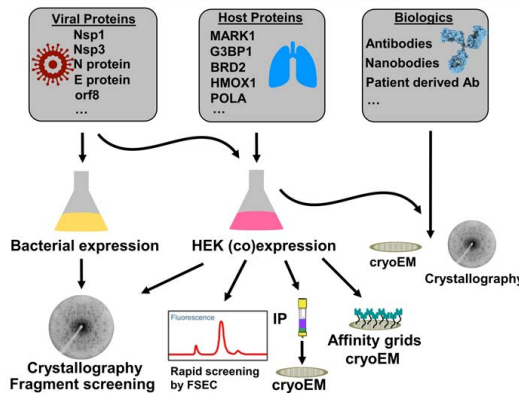 Viral Proteins
Nsp1
Nsp3
N protein
E protein
orf8
...
Host Proteins
MARK1
G3BP1
BRD2
HMOX1
POLA
...
Biologics
Antibodies
Nanobodies
Patient derived Ab
...
Bacterial expression
HEK (co)expression
cryoEM
Crystallography
Crystallography
Fragment screening
Fluorescence
Rapid screening
by FSEC
IP
cryoEM
Affinity grids
cryoEM